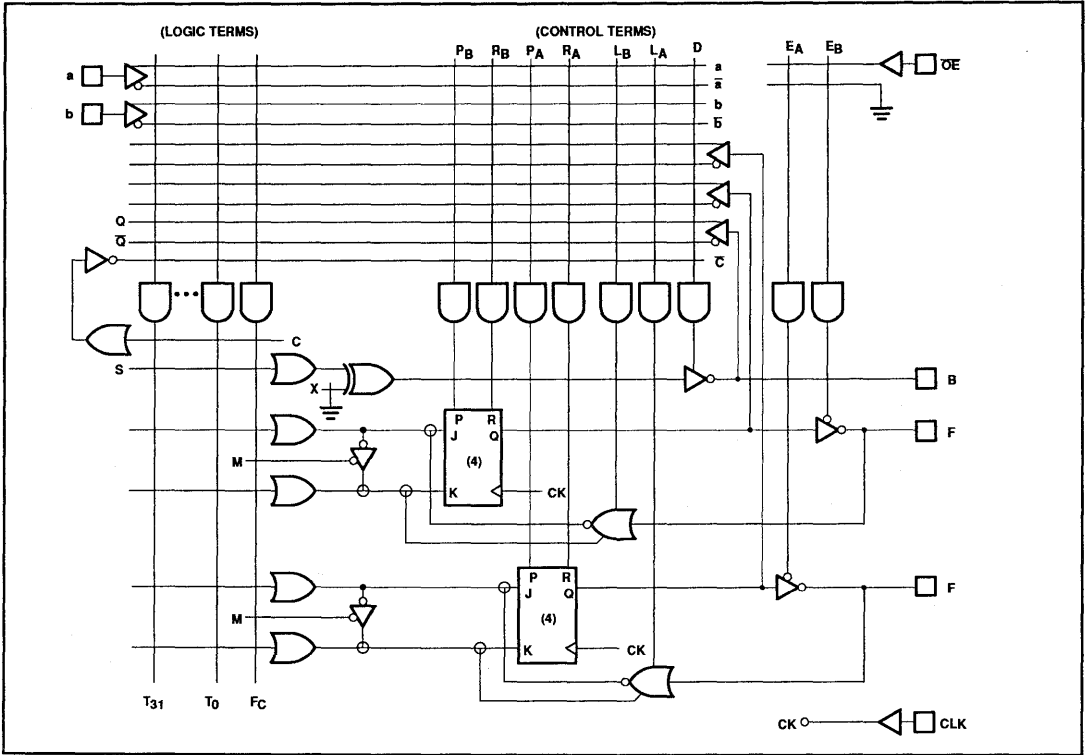 (LOGIC TERMS)
(CONTROL TERMS)
PB RB PA RA LB LA D EA EB
a
a
a̅
O̅E̅
b
b
b̅
Q
Q̅
C̅
C
S
X
B
P R
J Q
(4)
K
CK
M
F
P R
J Q
(4)
K
CK
M
F
T31 T0 FC
CK
CLK